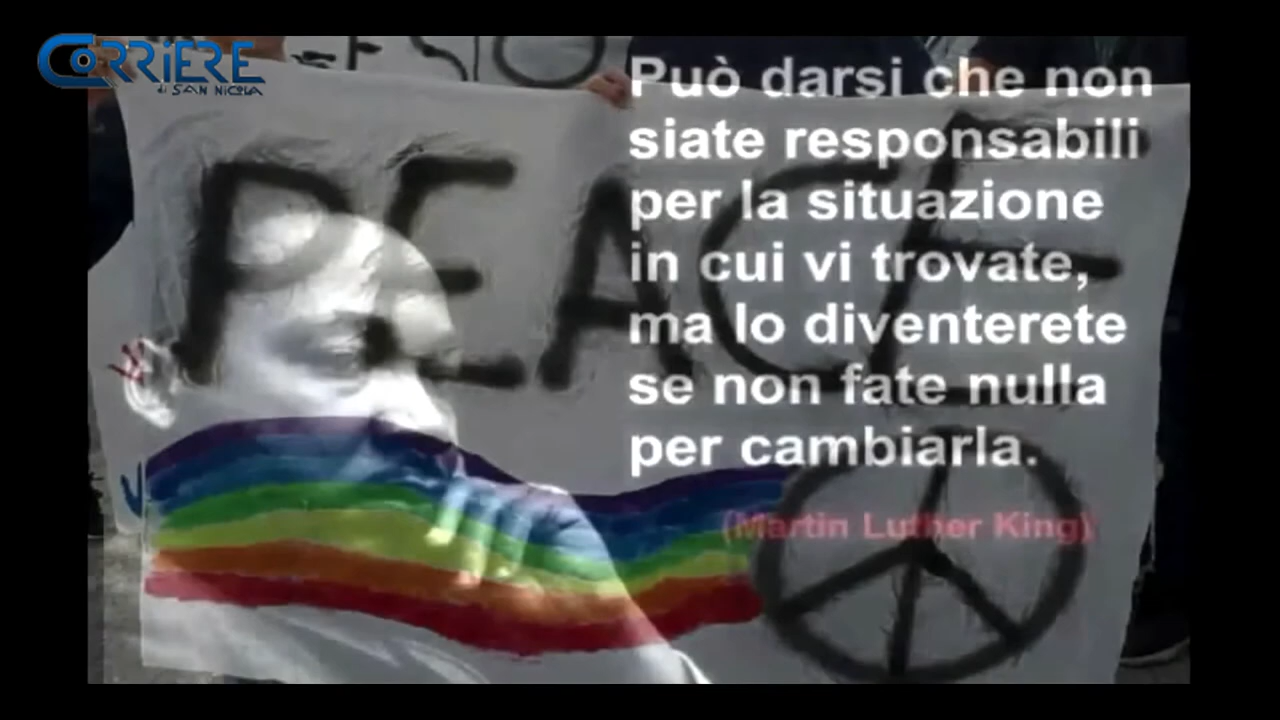 CORRIERE
di SAN NICOLA
PEACE
Può darsi che non
siate responsabili
per la situazione
in cui vi trovate,
ma lo diventerete
se non fate nulla
per cambiarla.
(Martin Luther King)